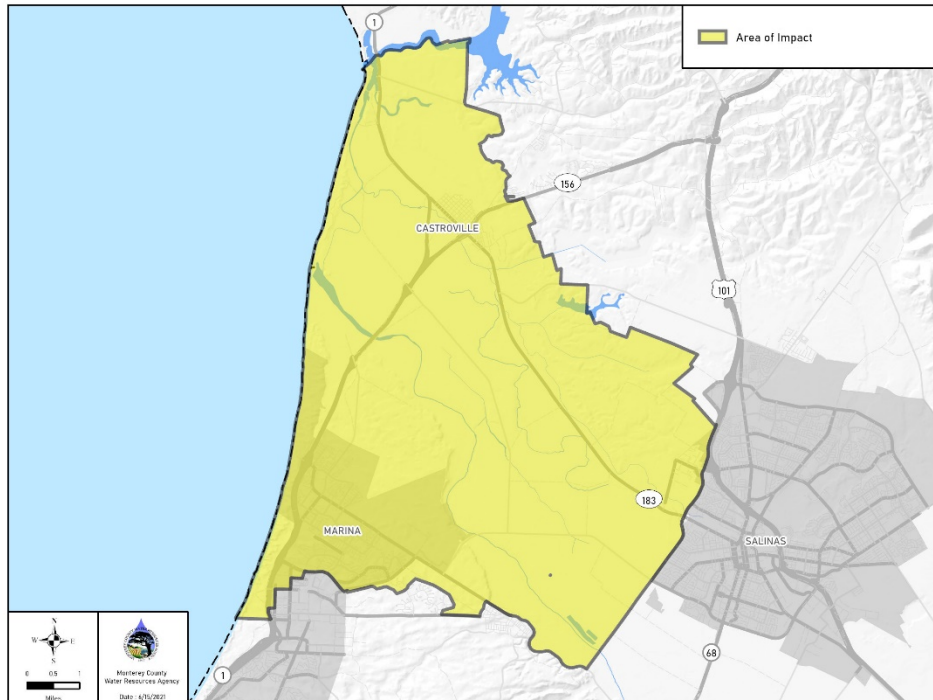 1
Area of Impact
156
CASTROVILLE
101
183
MARINA
SALINAS
68
1
N
W E
S
0 0.5 1
Miles
Monterey County
Water Resources Agency
Date : 6/15/2021